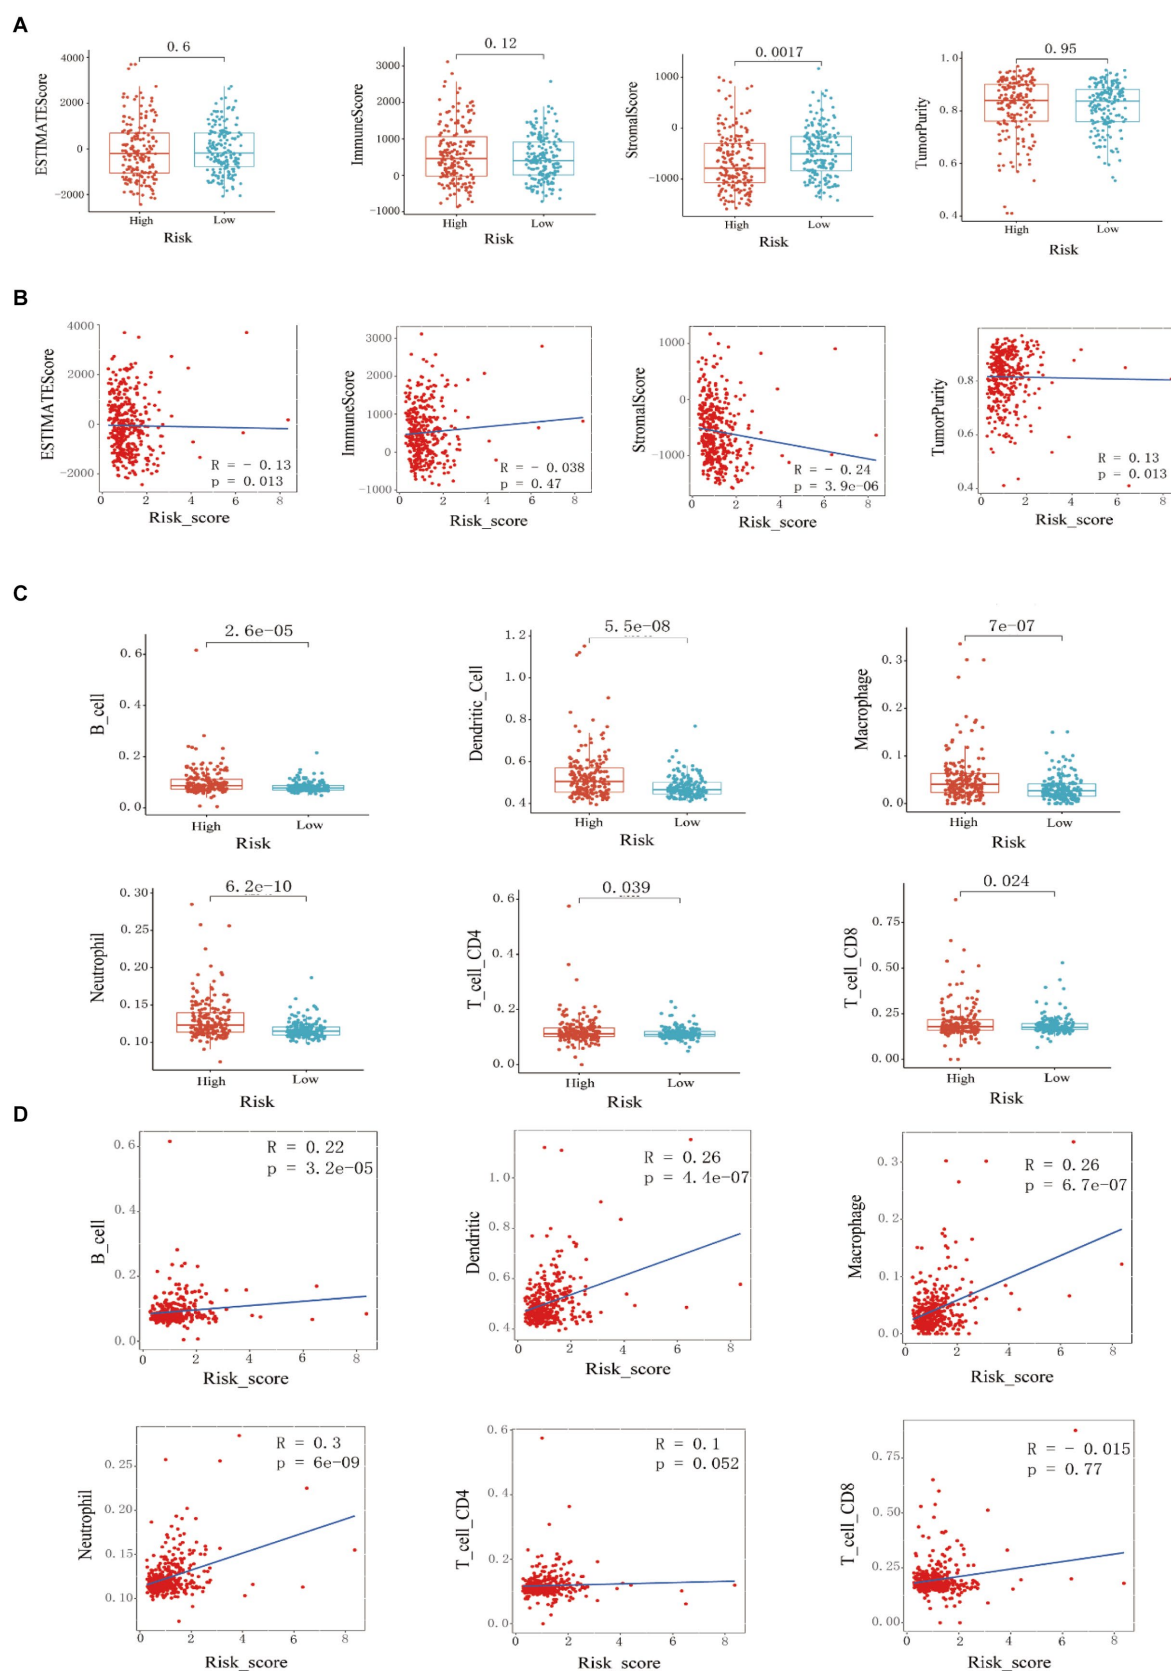 A
0.6
ESTIMATEScore
4000
2000
0
−2000
High
Low
Risk
0.12
ImmuneScore
3000
2000
1000
0
−1000
High
Low
Risk
0.0017
StromalScore
1000
0
−1000
High
Low
Risk
0.95
TumorPurity
1.0
0.8
0.6
0.4
High
Low
Risk
B
ESTIMATEScore
4000
2000
0
−2000
R = − 0.13
p = 0.013
0 2 4 6 8
Risk_score
ImmuneScore
3000
2000
1000
0
−1000
R = − 0.038
p = 0.47
0 2 4 6 8
Risk_score
StromalScore
1000
0
−1000
R = − 0.24
p = 3.9e−06
0 2 4 6 8
Risk_score
TumorPurity
0.8
0.6
0.4
R = 0.13
p = 0.013
0 2 4 6 8
Risk_score
C
2.6e−05
B_cell
0.6
0.4
0.2
0.0
High
Low
Risk
5.5e−08
Dendritic_Cell
1.2
1.0
0.8
0.6
0.4
High
Low
Risk
7e−07
Macrophage
0.3
0.2
0.1
0.0
High
Low
Risk
6.2e−10
Neutrophil
0.30
0.25
0.20
0.15
0.10
High
Low
Risk
0.039
T_cell_CD4
0.6
0.4
0.2
0.0
High
Low
Risk
0.024
T_cell_CD8
0.75
0.50
0.25
0.00
High
Low
Risk
D
B_cell
0.6
0.4
0.2
0.0
R = 0.22
p = 3.2e−05
0 2 4 6 8
Risk_score
Dendritic
1.0
0.8
0.6
0.4
R = 0.26
p = 4.4e−07
0 2 4 6 8
Risk_score
Macrophage
0.3
0.2
0.1
0.0
R = 0.26
p = 6.7e−07
0 2 4 6 8
Risk_score
Neutrophil
0.25
0.20
0.15
0.10
R = 0.3
p = 6e−09
0 2 4 6 8
Risk_score
T_cell_CD4
0.6
0.4
0.2
0.0
R = 0.1
p = 0.052
0 2 4 6 8
Risk_score
T_cell_CD8
0.75
0.50
0.25
0.00
R = − 0.015
p = 0.77
0 2 4 6 8
Risk_score